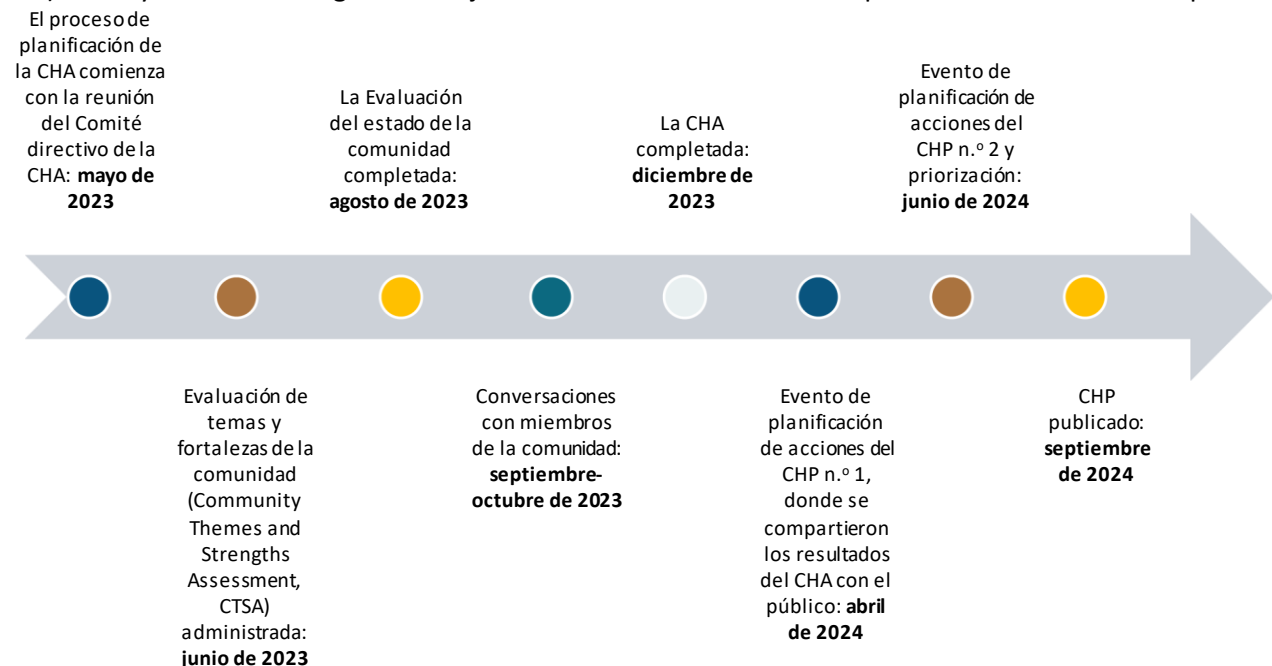 El proceso de
planificación de
la CHA comienza
con la reunión
del Comité
directivo de la
CHA: mayo de
2023
Evaluación de
temas y
fortalezas de la
comunidad
(Community
Themes and
Strengths
Assessment,
CTSA)
administrada:
junio de 2023
La Evaluación
del estado de la
comunidad
completada:
agosto de 2023
Conversaciones
con miembros
de la comunidad:
septiembre-
octubre de 2023
La CHA
completada:
diciembre de
2023
Evento de
planificación
de acciones del
CHP n.º 1,
donde se
compartieron
los resultados
del CHA con el
público: abril
de 2024
Evento de
planificación de
acciones del
CHP n.º 2 y
priorización:
junio de 2024
CHP
publicado:
septiembre
de 2024